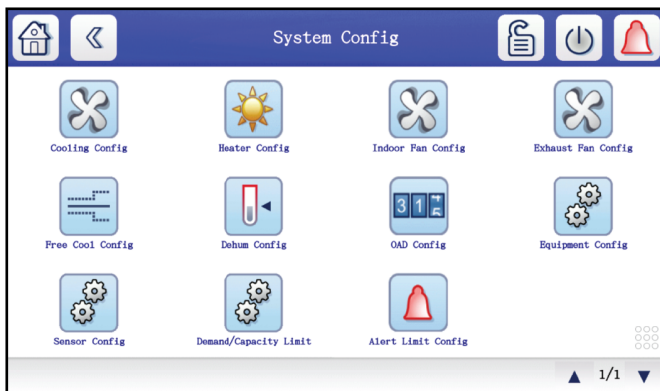 System Config
Cooling Config
Heater Config
Indoor Fan Config
Exhaust Fan Config
Free Cool Config
Dehum Config
OAD Config
Equipment Config
Sensor Config
Demand/Capacity Limit
Alert Limit Config
1/1